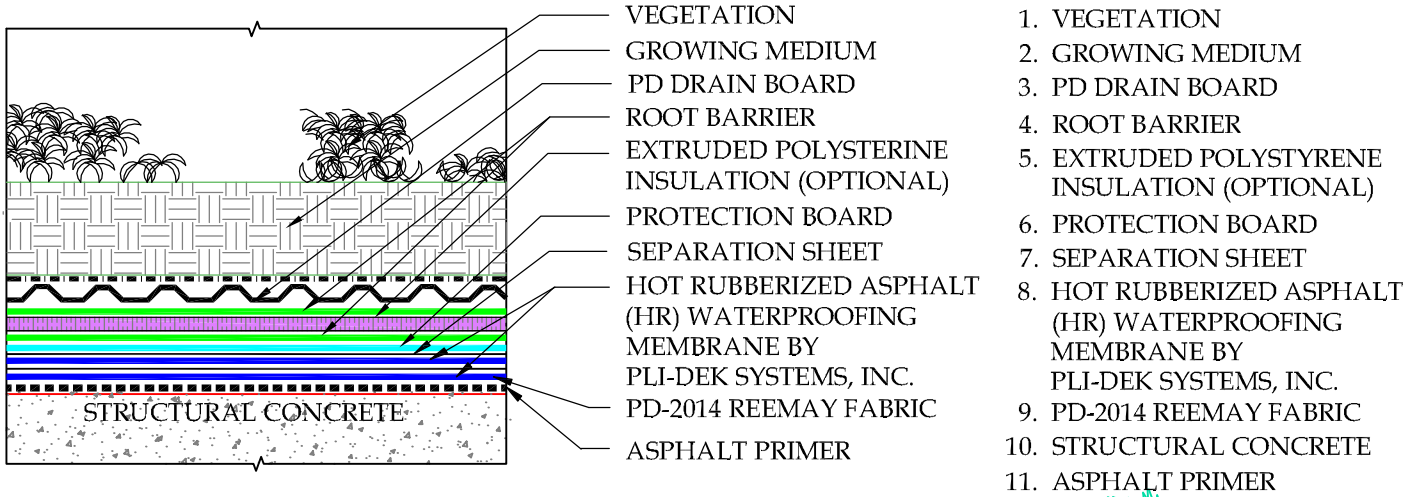 VEGETATION
GROWING MEDIUM
PD DRAIN BOARD
ROOT BARRIER
EXTRUDED POLYSTERINE
INSULATION (OPTIONAL)
PROTECTION BOARD
SEPARATION SHEET
HOT RUBBERIZED ASPHALT
(HR) WATERPROOFING
MEMBRANE BY
PLI-DEK SYSTEMS, INC.
PD-2014 REEMAY FABRIC
ASPHALT PRIMER
STRUCTURAL CONCRETE
1. VEGETATION
2. GROWING MEDIUM
3. PD DRAIN BOARD
4. ROOT BARRIER
5. EXTRUDED POLYSTYRENE
INSULATION (OPTIONAL)
6. PROTECTION BOARD
7. SEPARATION SHEET
8. HOT RUBBERIZED ASPHALT
(HR) WATERPROOFING
MEMBRANE BY
PLI-DEK SYSTEMS, INC.
9. PD-2014 REEMAY FABRIC
10. STRUCTURAL CONCRETE
11. ASPHALT PRIMER